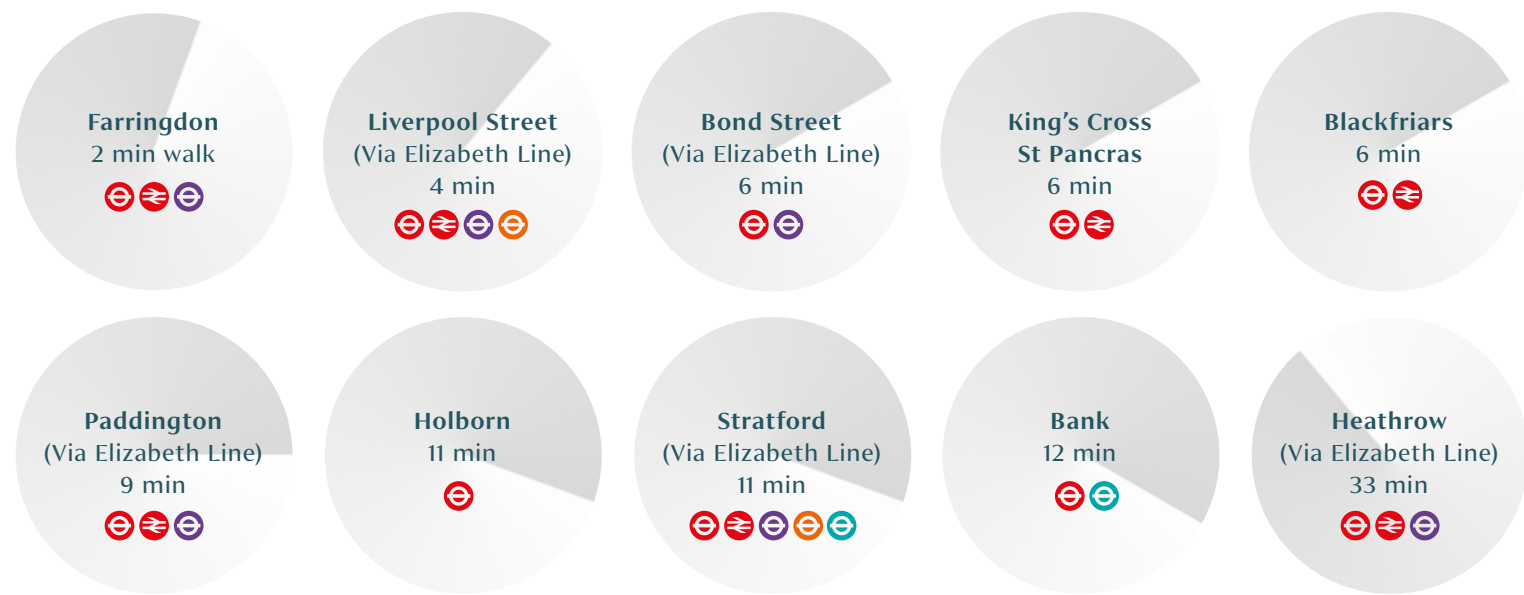 Farringdon
2 min walk
Liverpool Street
(Via Elizabeth Line)
4 min
Bond Street
(Via Elizabeth Line)
6 min
King’s Cross
St Pancras
6 min
Blackfriars
6 min
Paddington
(Via Elizabeth Line)
9 min
Holborn
11 min
Stratford
(Via Elizabeth Line)
11 min
Bank
12 min
Heathrow
(Via Elizabeth Line)
33 min